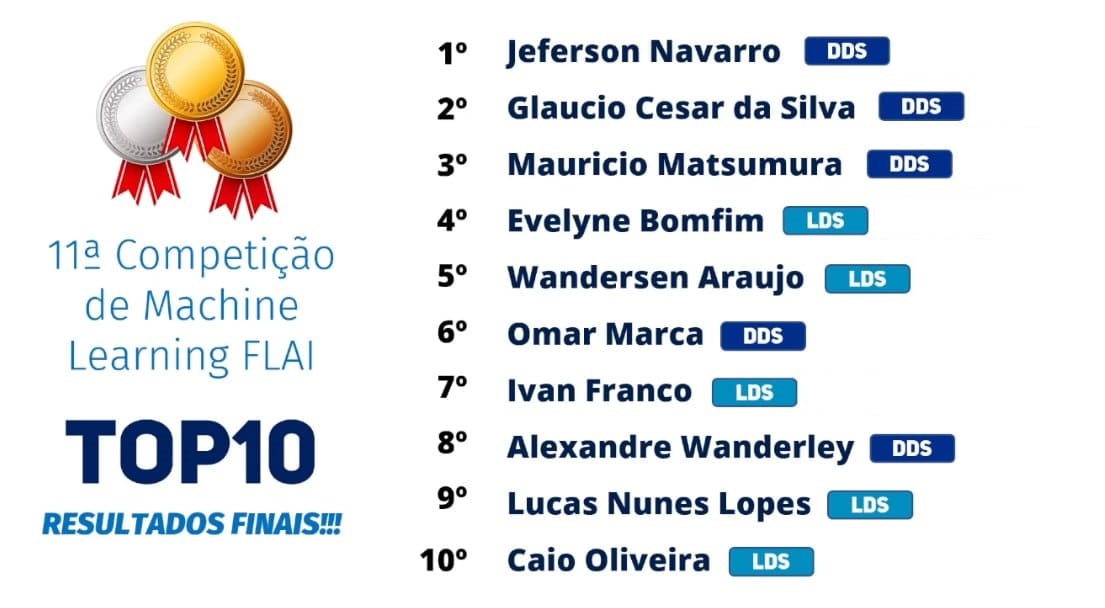 11ª Competição
de Machine
Learning FLAI
TOP10
RESULTADOS FINAIS!!!
1º Jeferson Navarro DDS
2º Glaucio Cesar da Silva DDS
3º Mauricio Matsumura DDS
4º Evelyne Bomfim LDS
5º Wandersen Araujo LDS
6º Omar Marca DDS
7º Ivan Franco LDS
8º Alexandre Wanderley DDS
9º Lucas Nunes Lopes LDS
10º Caio Oliveira LDS